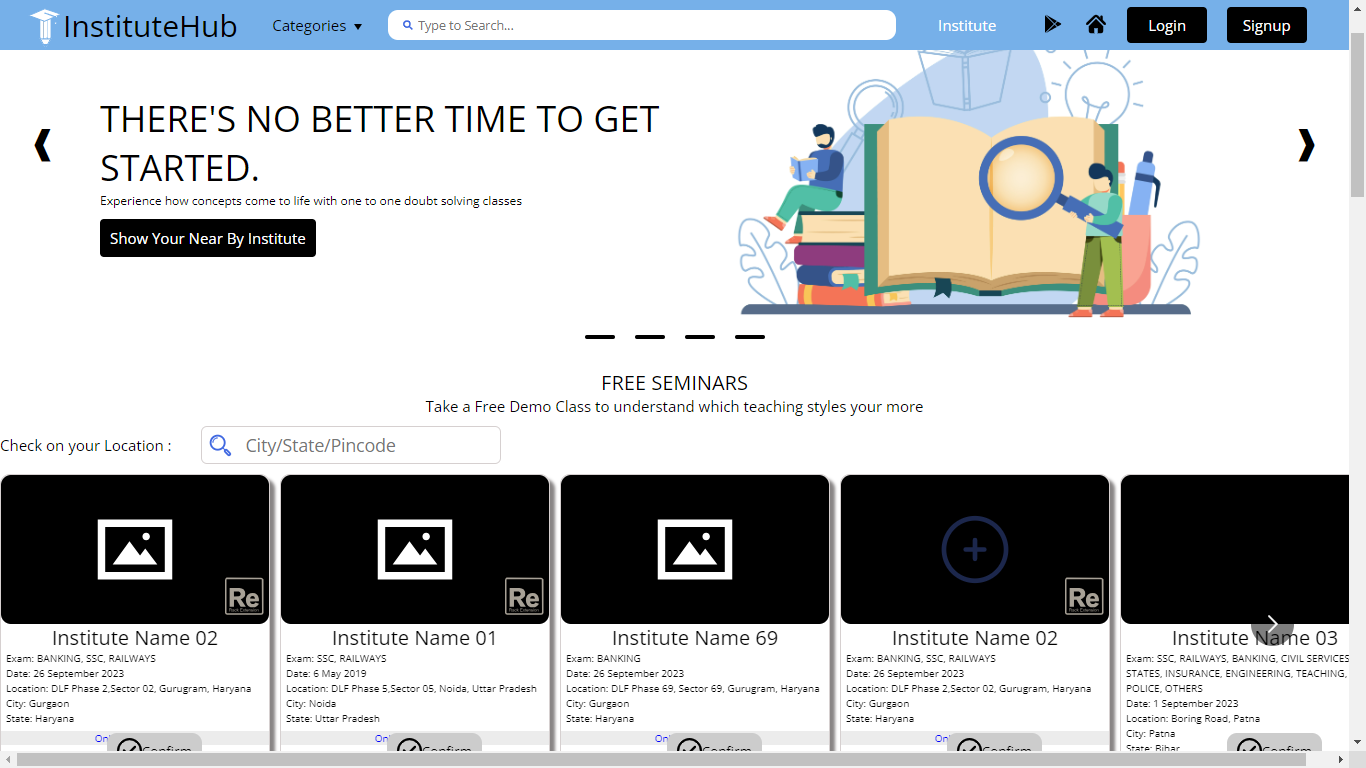 InstituteHub
Categories
Type to Search...
Institute
Login
Signup
THERE'S NO BETTER TIME TO GET
STARTED.
Experience how concepts come to life with one to one doubt solving classes
Show Your Near By Institute
FREE SEMINARS
Take a Free Demo Class to understand which teaching styles your more
Check on your Location :
City/State/Pincode
Re
Institute Name 02
Exam: BANKING, SSC, RAILWAYS
Date: 26 September 2023
Location: DLF Phase 2,Sector 02, Gurugram, Haryana
City: Gurgaon
State: Haryana
Confirm
Re
Institute Name 01
Exam: SSC, RAILWAYS
Date: 6 May 2019
Location: DLF Phase 5,Sector 05, Noida, Uttar Pradesh
City: Noida
State: Uttar Pradesh
Confirm
Institute Name 69
Exam: BANKING
Date: 26 September 2023
Location: DLF Phase 69, Sector 69, Gurugram, Haryana
City: Gurgaon
State: Haryana
Confirm
Re
Institute Name 02
Exam: BANKING, SSC, RAILWAYS
Date: 26 September 2023
Location: DLF Phase 2,Sector 02, Gurugram, Haryana
City: Gurgaon
State: Haryana
Confirm
Institute Name 03
Exam: SSC, RAILWAYS, BANKING, CIVIL SERVICES
STATES, INSURANCE, ENGINEERING, TEACHING,
POLICE, OTHERS
Date: 1 September 2023
Location: Boring Road, Patna
City: Patna
State: Bihar
Confirm